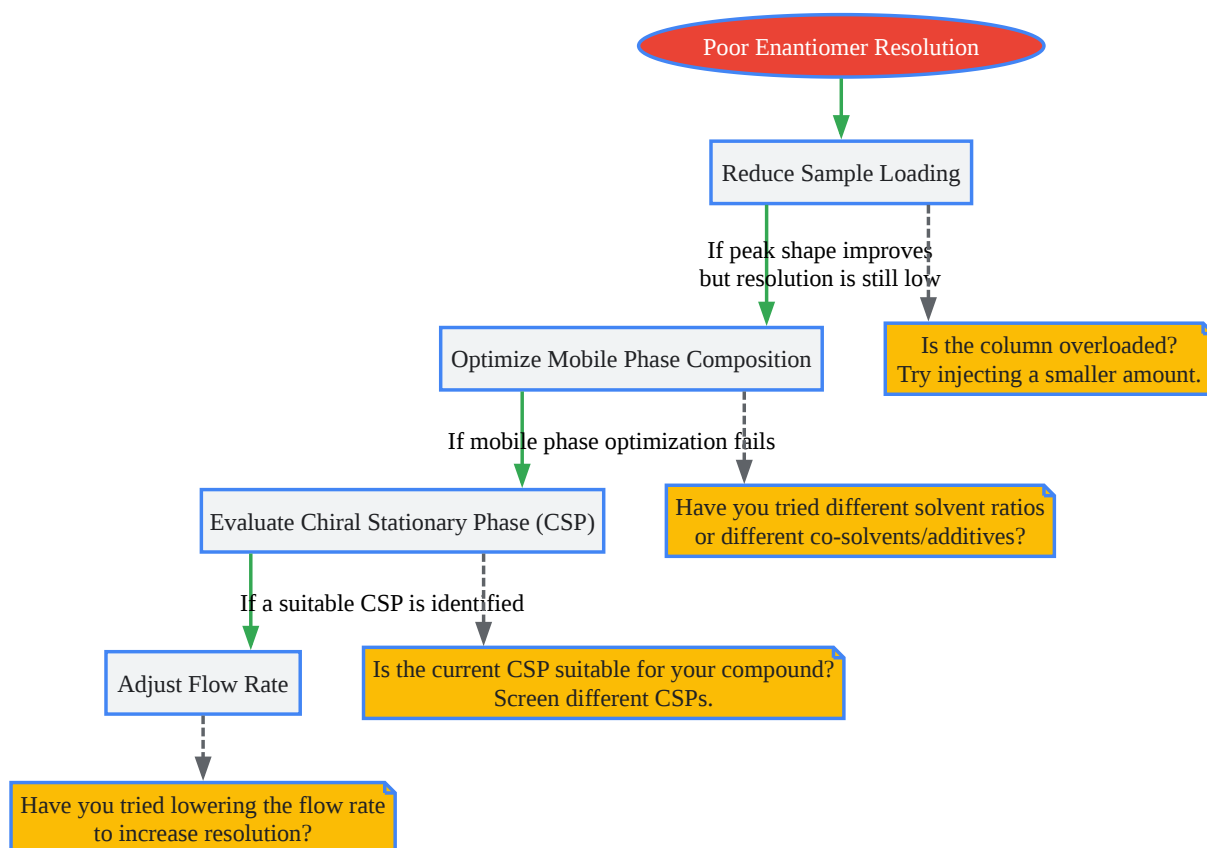 Poor Enantiomer Resolution
Reduce Sample Loading
If peak shape improves
but resolution is still low
Is the column overloaded?
Try injecting a smaller amount.
Optimize Mobile Phase Composition
If mobile phase optimization fails
Have you tried different solvent ratios
or different co-solvents/additives?
Evaluate Chiral Stationary Phase (CSP)
If a suitable CSP is identified
Is the current CSP suitable for your compound?
Screen different CSPs.
Adjust Flow Rate
Have you tried lowering the flow rate
to increase resolution?